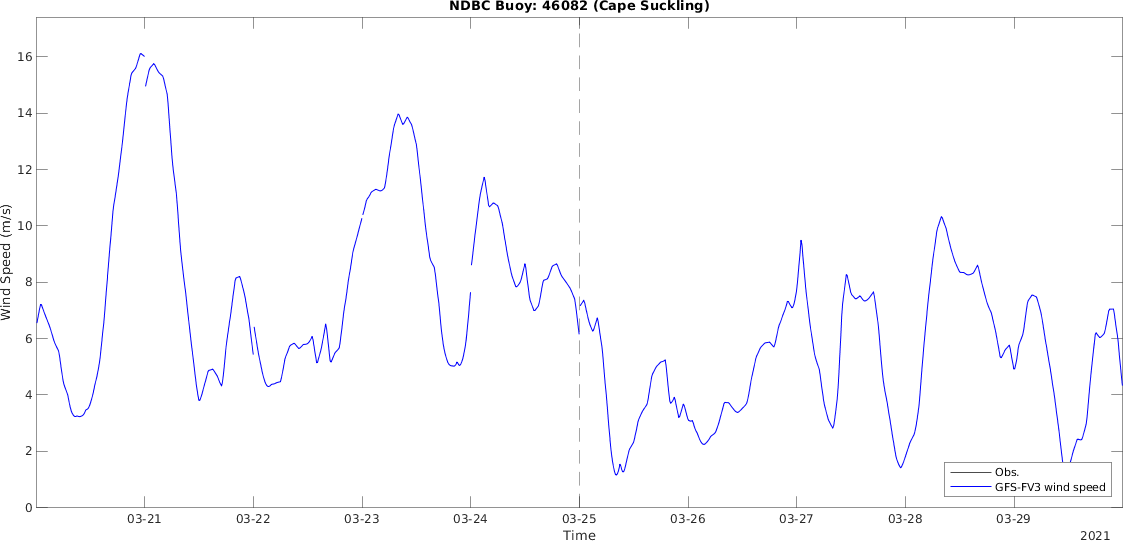 NDBC Buoy: 46082 (Cape Suckling)
16
14
12
10
8
6
4
2
0
Wind Speed (m/s)
Obs.
GFS-FV3 wind speed
03-21 03-22 03-23 03-24 03-25 03-26 03-27 03-28 03-29
Time
2021